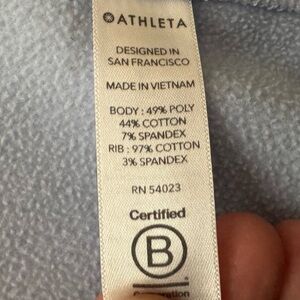 ATHLETA
DESIGNED IN
SAN FRANCISCO
MADE IN VIETNAM
BODY : 49% POLY
44% COTTON
7% SPANDEX
RIB : 97% COTTON
3% SPANDEX
RN 54023
Certified
B
Corporation